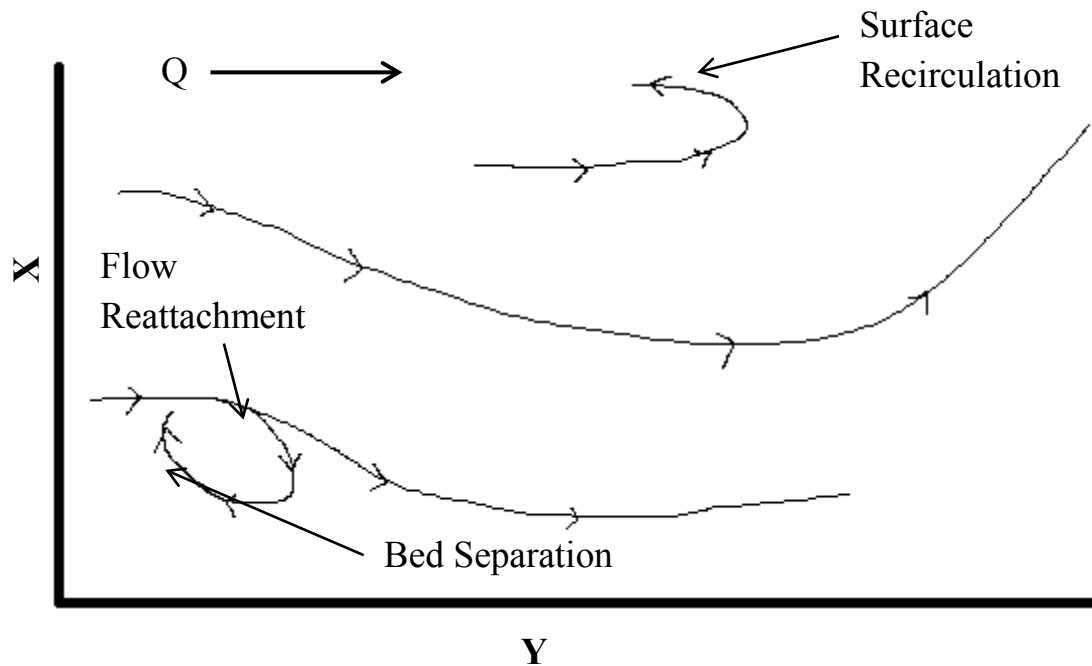 Surface
Recirculation
Q
Flow
Reattachment
X
Bed Separation
Y